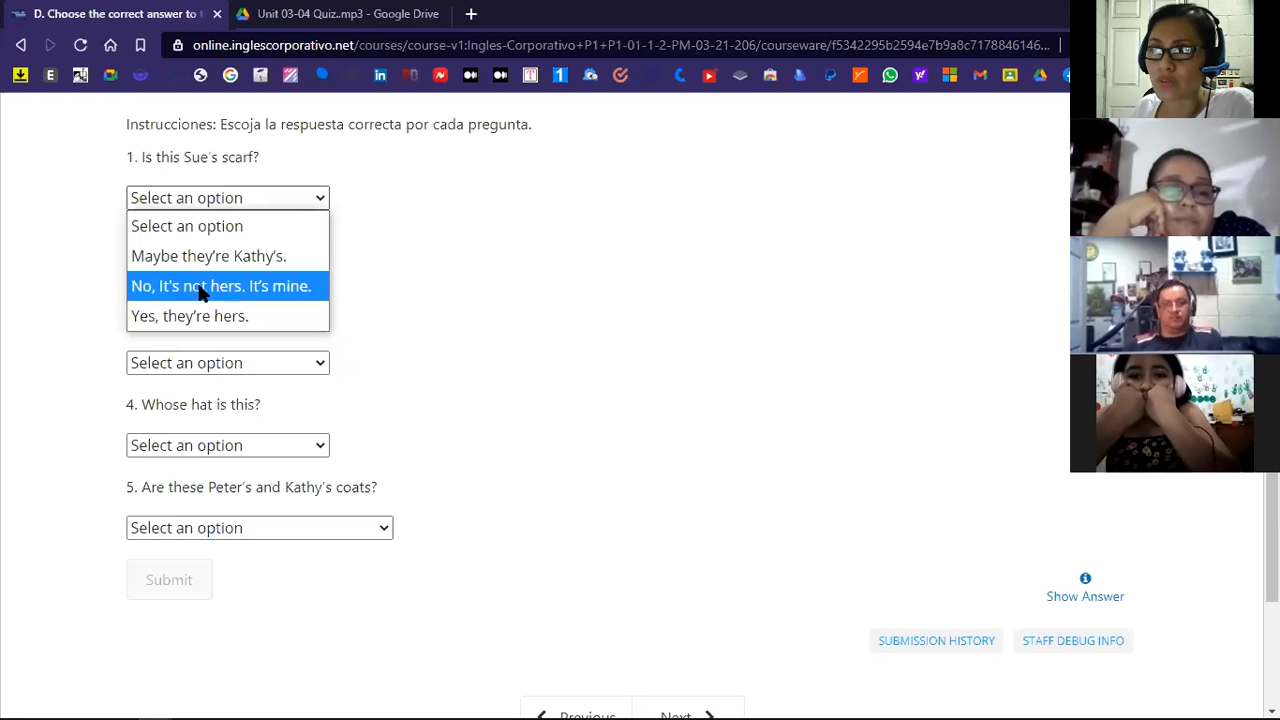 D. Choose the correct answer to t
Unit 03-04 Quiz..mp3 - Google Drive
online.inglescorporativo.net/courses/course-v1:Ingles-Corporativo+P1+P1-01-1-2-PM-03-21-206/courseware/f5342295b2594e7b9a8c7178846146...
Instrucciones: Escoja la respuesta correcta por cada pregunta.
1. Is this Sue's scarf?
Select an option
Select an option
Maybe they're Kathy's.
No, It's not hers. It's mine.
Yes, they're hers.
Select an option
4. Whose hat is this?
Select an option
5. Are these Peter's and Kathy's coats?
Select an option
Submit
Show Answer
SUBMISSION HISTORY
STAFF DEBUG INFO
Previous
Next